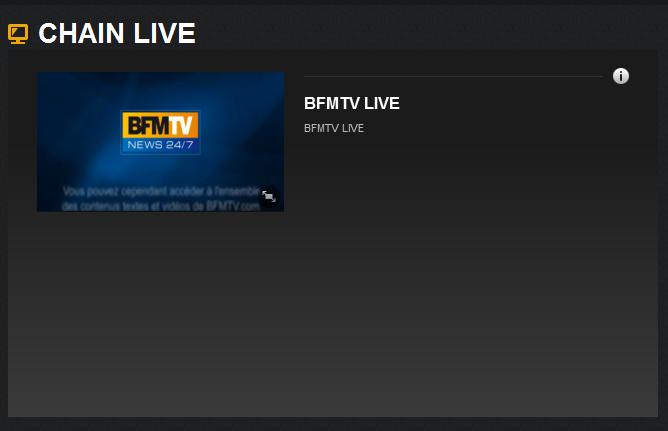 CHAIN LIVE
BFMTV
NEWS 24/7
Vous pouvez cependant accéder à l'ensemble
des contenus textes et vidéos de BFMTV.com
BFMTV LIVE
BFMTV LIVE